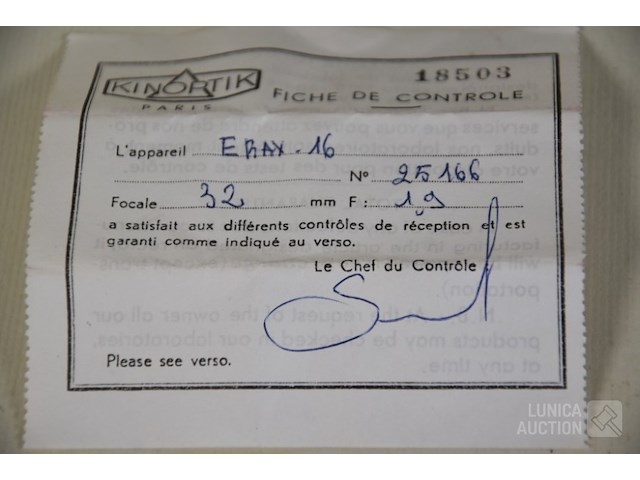 KINOPTIK
PARIS
18503
FICHE DE CONTROLE
L'appareil ERAX.16
N° 25166
Focale 32 mm F: 1,9
a satisfait aux différents contrôles de réception et est
garanti comme indiqué au verso.
Le Chef du Contrôle :
Please see verso.
LUNICA
AUCTION